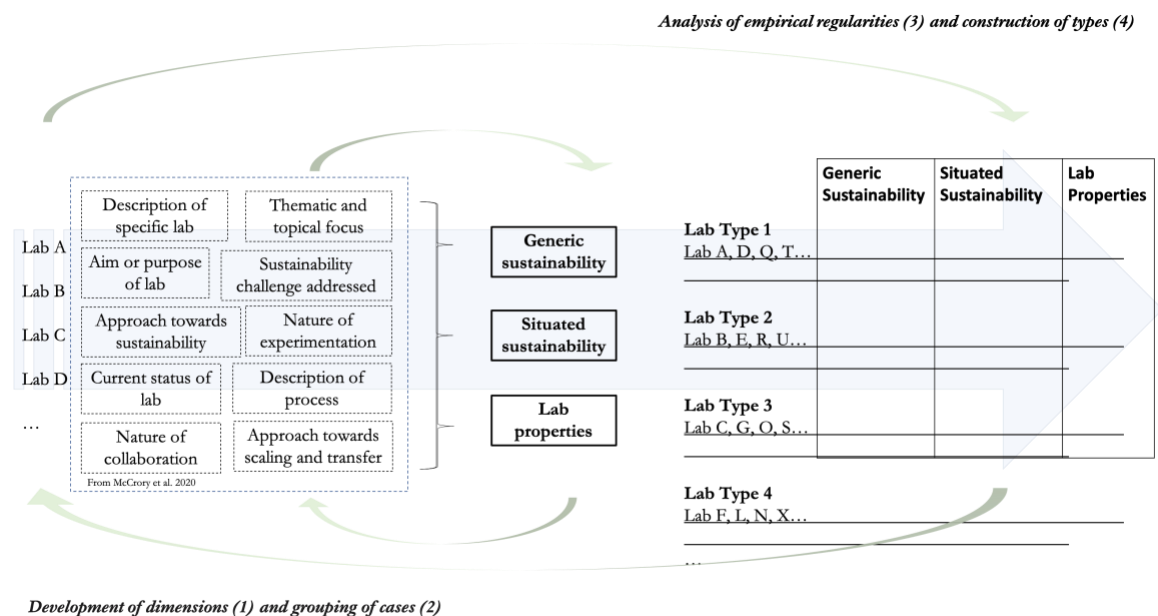 Analysis of empirical regularities (3) and construction of types (4)
Lab A
Lab B
Lab C
Lab D
...
Description of
specific lab
Thematic and
topical focus
Aim or purpose
of lab
Sustainability
challenge addressed
Approach towards
sustainability
Nature of
experimentation
Current status of
lab
Description of
process
Nature of
collaboration
Approach towards
scaling and transfer
From McCrory et al. 2020
Generic
sustainability
Situated
sustainability
Lab
properties
Generic
Sustainability
Situated
Sustainability
Lab
Properties
Lab Type 1
Lab A, D, Q, T...
Lab Type 2
Lab B, E, R, U...
Lab Type 3
Lab C, G, O, S...
Lab Type 4
Lab F, L, N, X...
...
Development of dimensions (1) and grouping of cases (2)